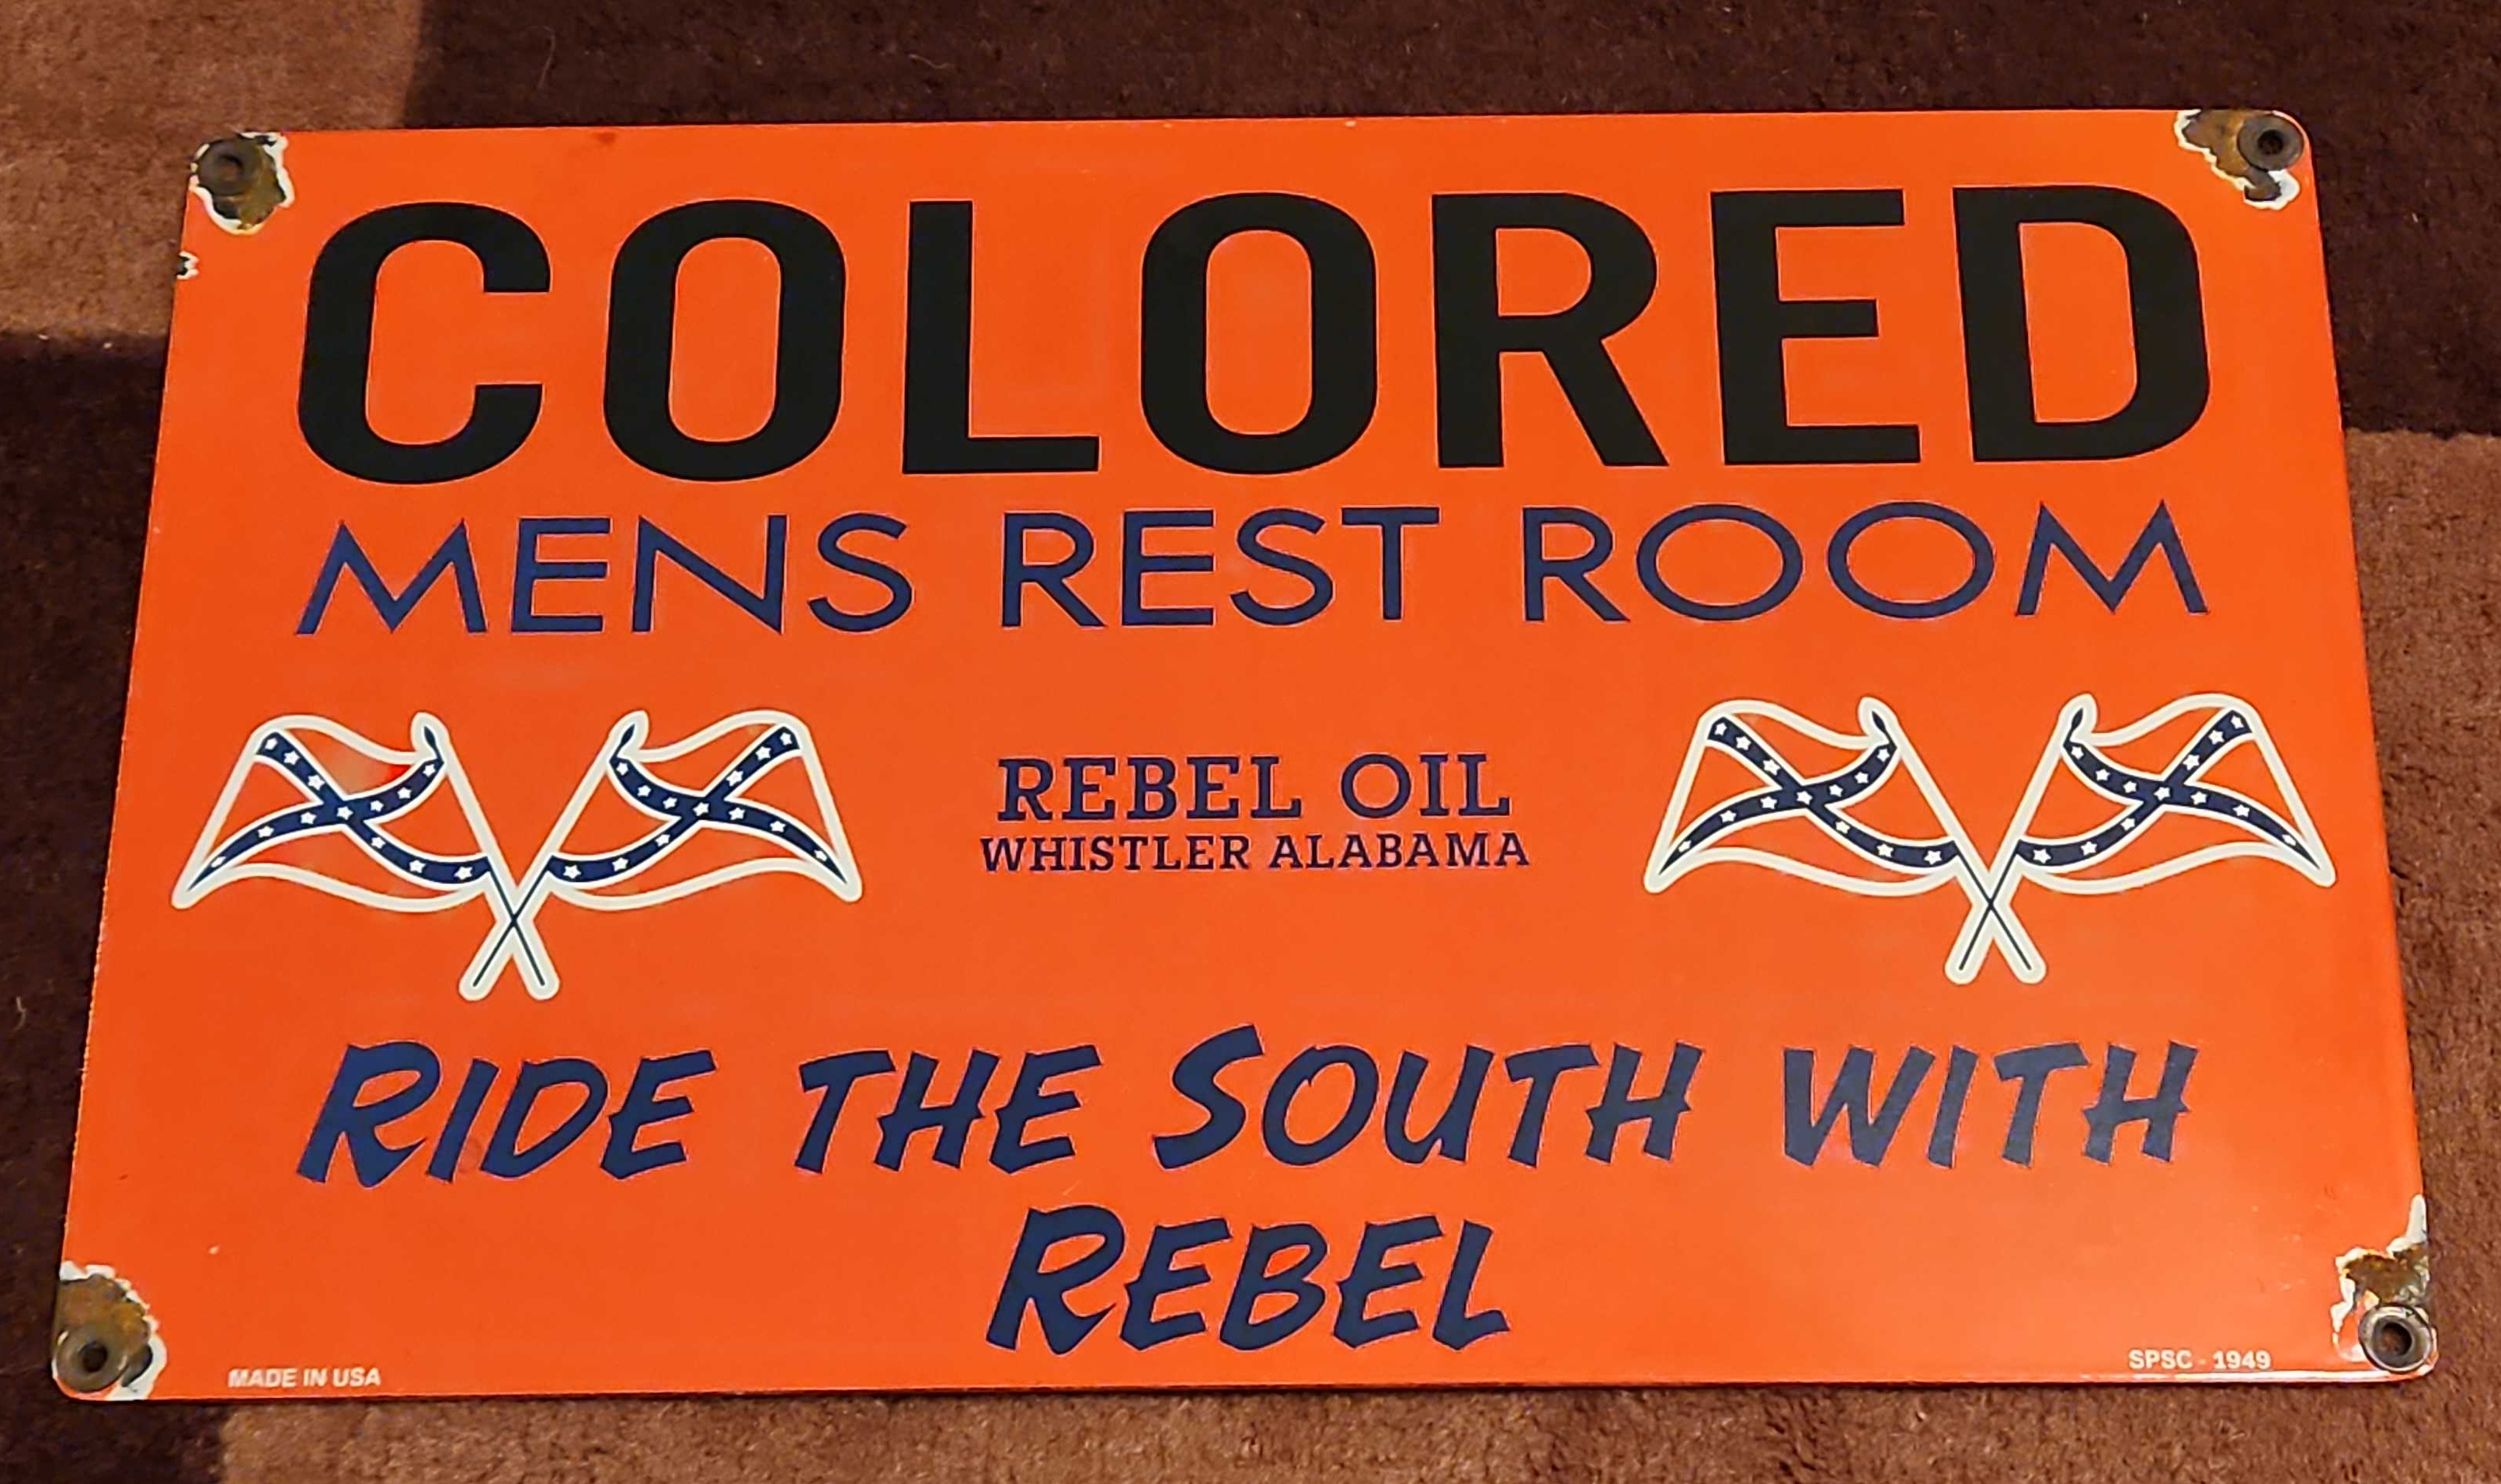 COLORED
MENS REST ROOM
REBEL OIL
WHISTLER ALABAMA
RIDE THE SOUTH WITH
REBEL
MADE IN USA
SPSC - 1949